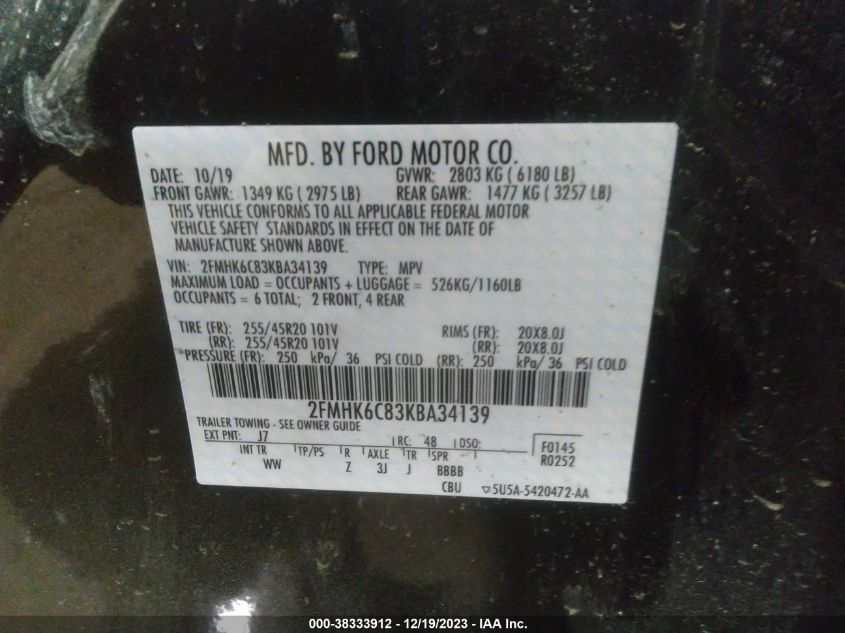 MFD. BY FORD MOTOR CO.
DATE: 10/19 GVWR: 2803 KG ( 6180 LB)
FRONT GAWR: 1349 KG ( 2975 LB) REAR GAWR: 1477 KG ( 3257 LB)
THIS VEHICLE CONFORMS TO ALL APPLICABLE FEDERAL MOTOR
VEHICLE SAFETY STANDARDS IN EFFECT ON THE DATE OF
MANUFACTURE SHOWN ABOVE.
VIN: 2FMHK6C83KBA34139 TYPE: MPV
MAXIMUM LOAD = OCCUPANTS + LUGGAGE = 526KG/1160LB
OCCUPANTS = 6 TOTAL; 2 FRONT, 4 REAR
TIRE (FR): 255/45R20 101V RIMS (FR): 20X8.0J
(RR): 255/45R20 101V (RR): 20X8.0J
PRESSURE (FR): 250 kPa/ 36 PSI COLD (RR): 250 kPa/ 36 PSI COLD
2FMHK6C83KBA34139
TRAILER TOWING - SEE OWNER GUIDE
EXT PNT: J7 RC: 48 DSO: F0145
INT TR TP/PS R AXLE TR SPR R0252
WW Z 3J J BBBB
CBU ▽5U5A-5420472-AA
000-38333912 - 12/19/2023 - IAA Inc.